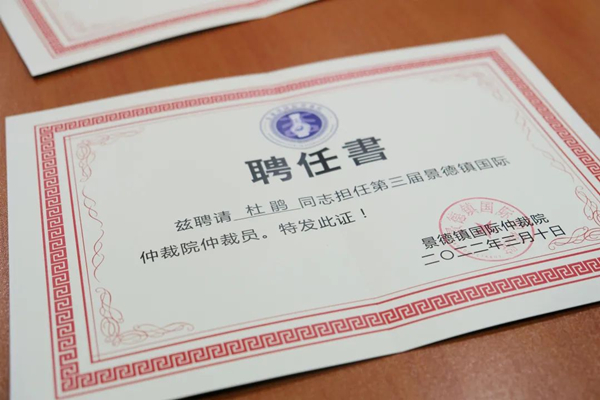 聘任書
兹聘请 杜鹃 同志担任第三届景德镇国际
仲裁院仲裁员。特发此证！
景德镇国际仲裁院
二〇二二年三月十日